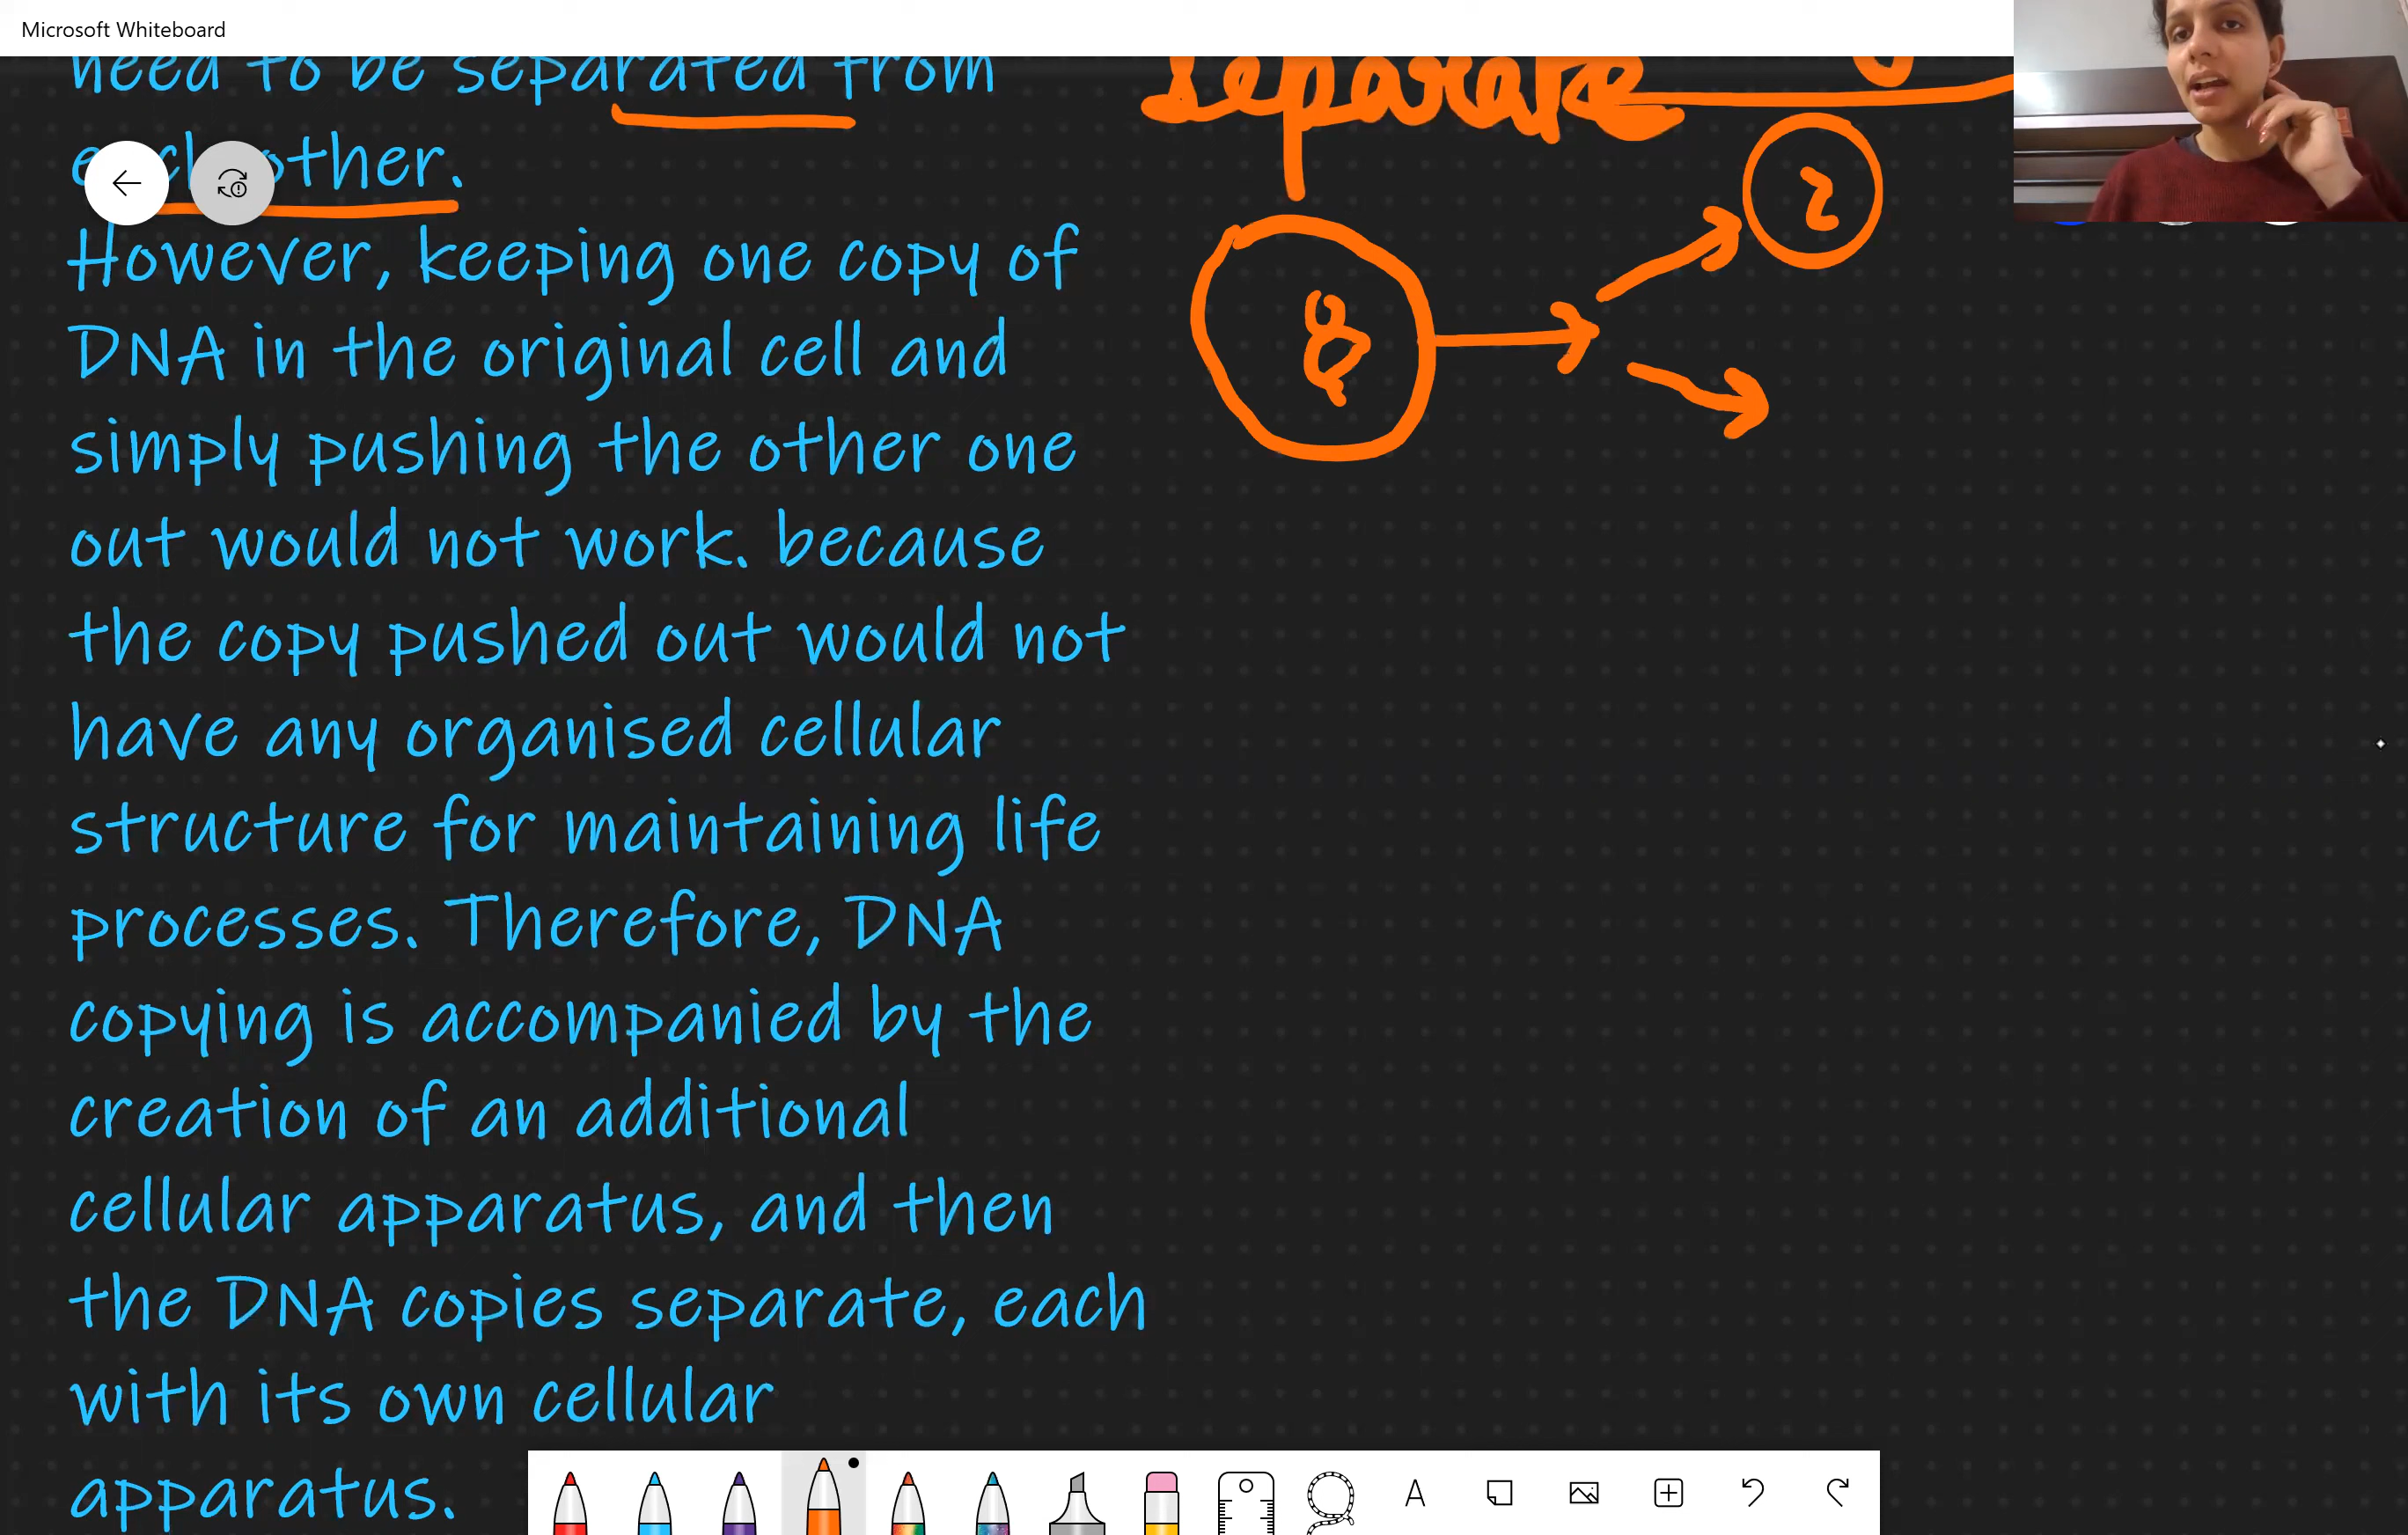 Microsoft Whiteboard
need to be separated from
each other.
However, keeping one copy of
DNA in the original cell and
simply pushing the other one
out would not work. because
the copy pushed out would not
have any organised cellular
structure for maintaining life
processes. Therefore, DNA
copying is accompanied by the
creation of an additional
cellular apparatus, and then
the DNA copies separate, each
with its own cellular
apparatus.
separate
A